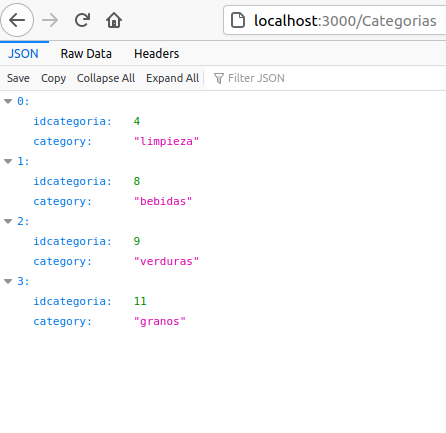 localhost:3000/Categorias
JSON Raw Data Headers
Save Copy Collapse All Expand All Filter JSON
0:
idcategoria: 4
category: "limpieza"
1:
idcategoria: 8
category: "bebidas"
2:
idcategoria: 9
category: "verduras"
3:
idcategoria: 11
category: "granos"